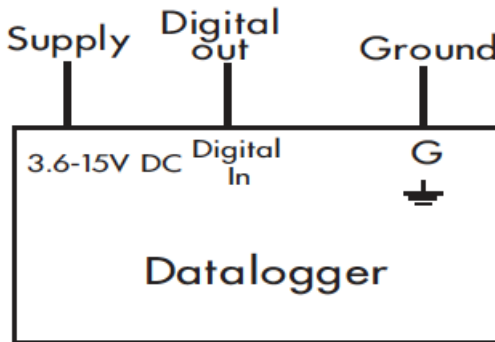 Supply
Digital
out
Ground
3.6-15V DC
Digital
In
G
Datalogger